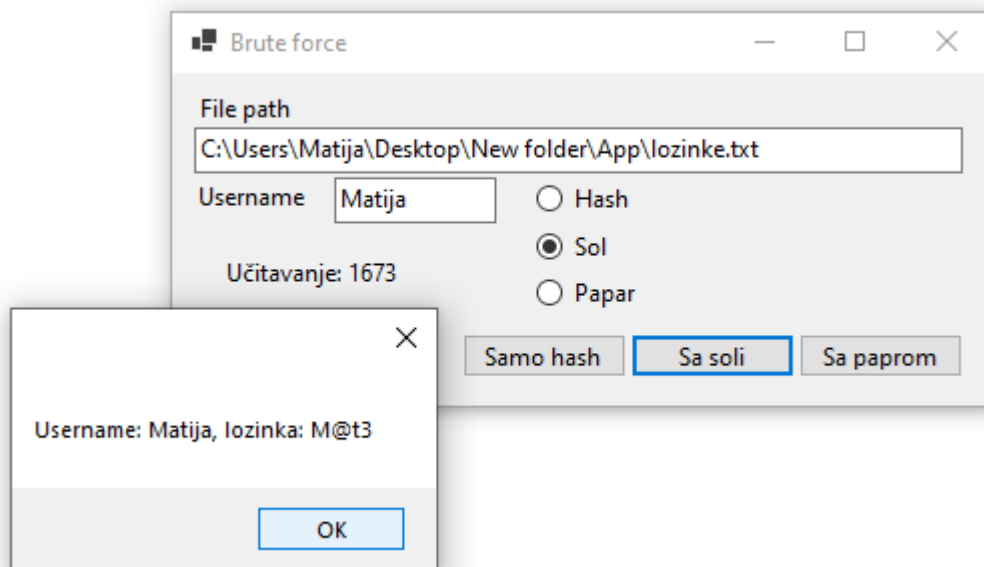 Brute force
File path
C:\Users\Matija\Desktop\New folder\App\lozinke.txt
Username Matija
Hash
Sol
Učitavanje: 1673
Papar
Samo hash Sa soli Sa paprom
Username: Matija, lozinka: M@t3
OK